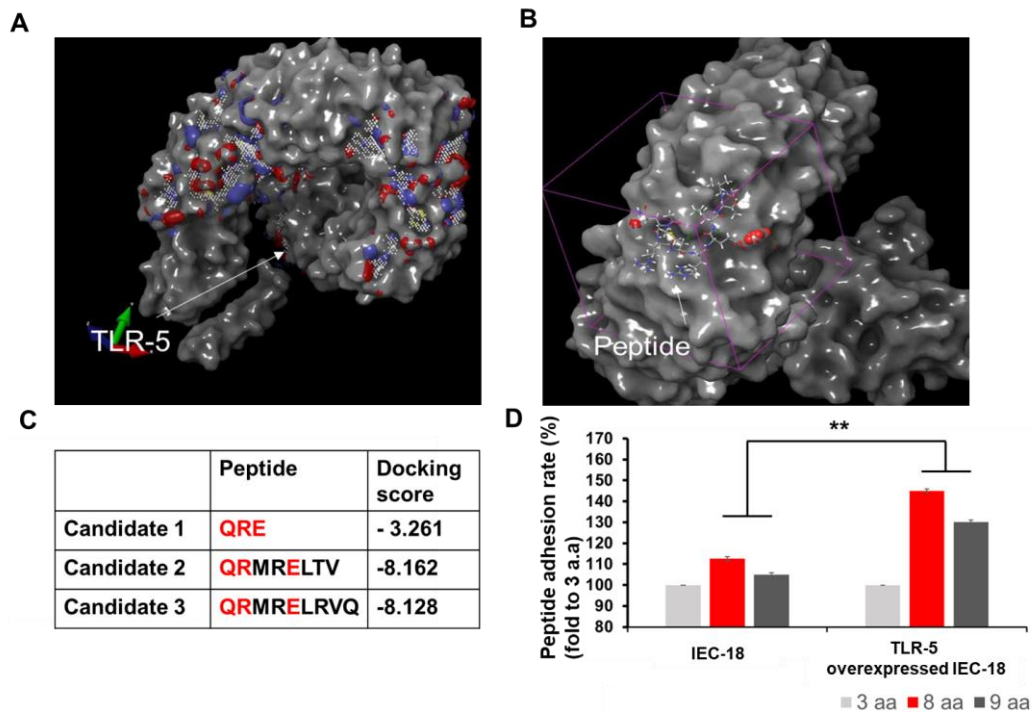 A
B
TLR-5
Peptide
C
Peptide Docking score
Candidate 1 QRE - 3.261
Candidate 2 QRMRELTV -8.162
Candidate 3 QRMRELRVQ -8.128
D
Peptide adhesion rate (%)
(fold to 3 a.a)
170
160
150
140
130
120
110
100
90
80
**
IEC-18
TLR-5
overexpressed IEC-18
3 aa 8 aa 9 aa